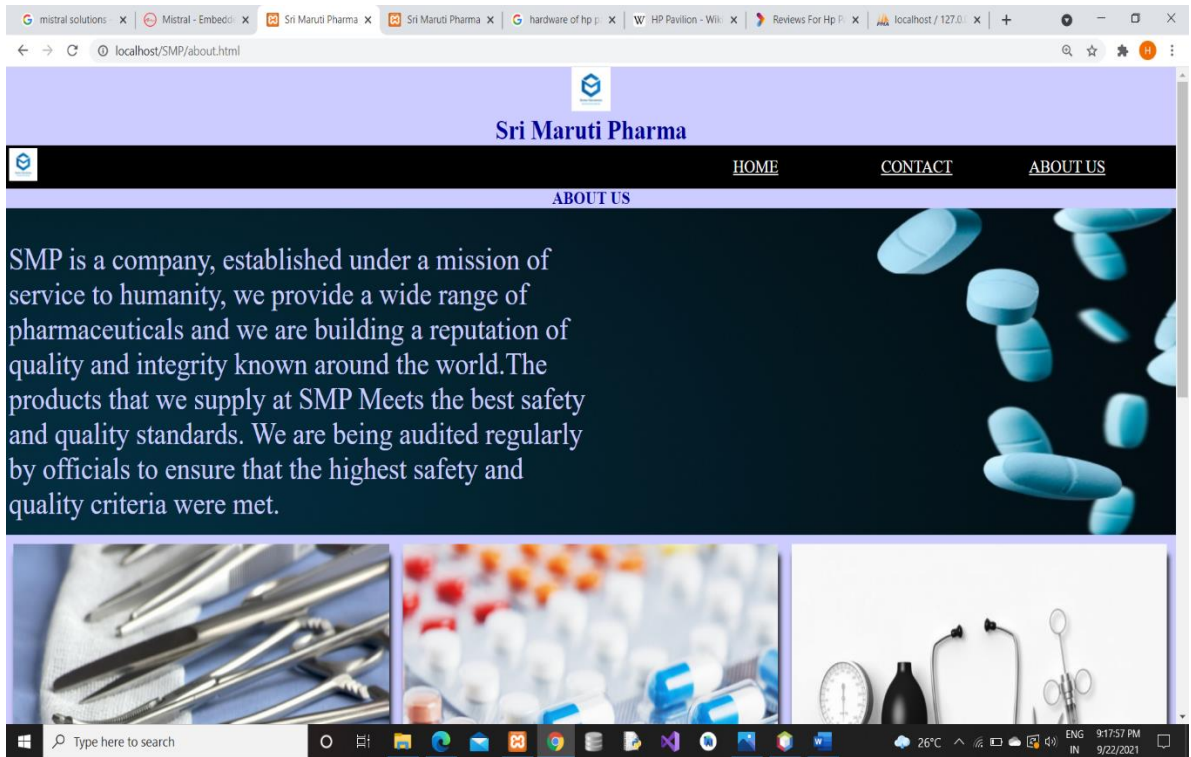 mistral solutions
Mistral - Embedd
Sri Maruti Pharma
Sri Maruti Pharma
hardware of hp p
HP Pavilion - Wik
Reviews For Hp P
localhost / 127.0.
localhost/SMP/about.html
Sri Maruti Pharma
HOME CONTACT ABOUT US
ABOUT US
SMP is a company, established under a mission of
service to humanity, we provide a wide range of
pharmaceuticals and we are building a reputation of
quality and integrity known around the world.The
products that we supply at SMP Meets the best safety
and quality standards. We are being audited regularly
by officials to ensure that the highest safety and
quality criteria were met.
Type here to search
26°C
ENG
IN
9:17:57 PM
9/22/2021